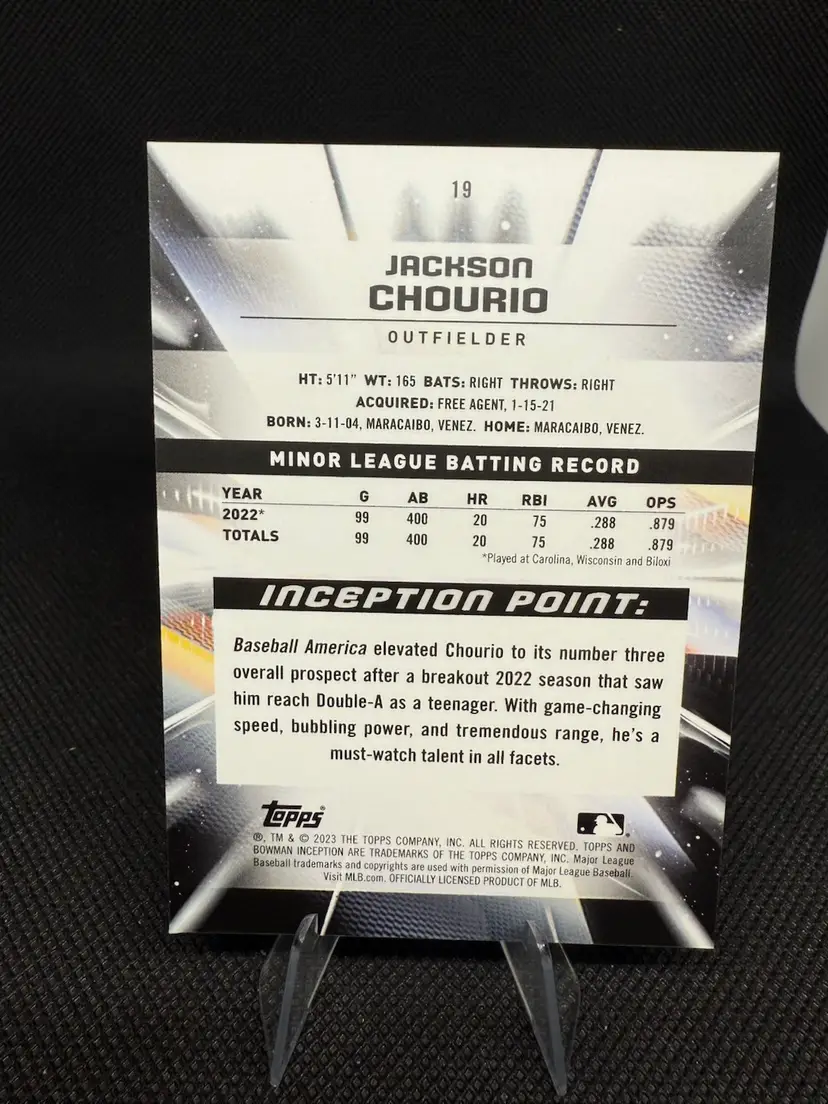 19
JACKSON
CHOURIO
OUTFIELDER
HT: 5'11" WT: 165 BATS: RIGHT THROWS: RIGHT
ACQUIRED: FREE AGENT, 1-15-21
BORN: 3-11-04, MARACAIBO, VENEZ. HOME: MARACAIBO, VENEZ.
MINOR LEAGUE BATTING RECORD
YEAR G AB HR RBI AVG OPS
2022* 99 400 20 75 .288 .879
TOTALS 99 400 20 75 .288 .879
*Played at Carolina, Wisconsin and Biloxi
INCEPTION POINT:
Baseball America elevated Chourio to its number three
overall prospect after a breakout 2022 season that saw
him reach Double-A as a teenager. With game-changing
speed, bubbling power, and tremendous range, he's a
must-watch talent in all facets.
topps®
®, TM & © 2023 THE TOPPS COMPANY, INC. ALL RIGHTS RESERVED. TOPPS AND
BOWMAN INCEPTION ARE TRADEMARKS OF THE TOPPS COMPANY, INC. Major League
Baseball trademarks and copyrights are used with permission of Major League Baseball.
Visit MLB.com. OFFICIALLY LICENSED PRODUCT OF MLB.